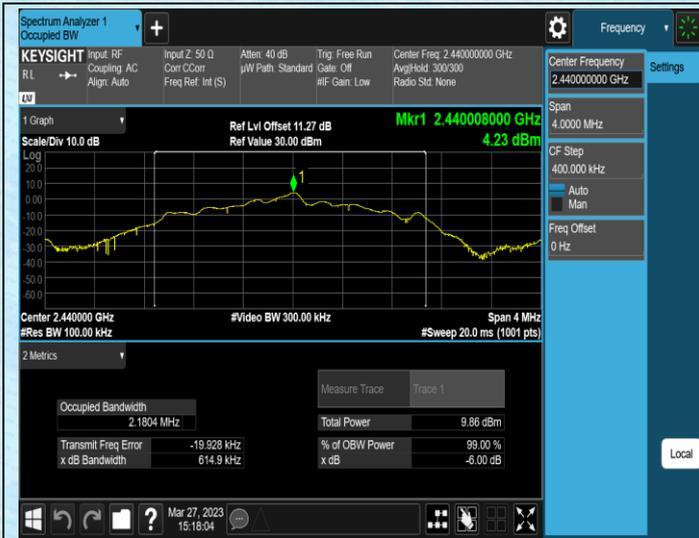 Spectrum Analyzer 1
Occupied BW
Frequency
KEYSIGHT
Input: RF
Input Z: 50 Ω
Atten: 40 dB
Trig: Free Run
Center Freq: 2.440000000 GHz
R L
Coupling: AC
Corr CCorr
µW Path: Standard
Gate: Off
Avg|Hold: 300/300
Align: Auto
Freq Ref: Int (S)
#IF Gain: Low
Radio Std: None
Center Frequency
2.440000000 GHz
Settings
Span
4.0000 MHz
CF Step
400.000 kHz
Auto
Man
Freq Offset
0 Hz
Local
1 Graph
Ref Lvl Offset 11.27 dB
Mkr1 2.440008000 GHz
Scale/Div 10.0 dB
Ref Value 30.00 dBm
4.23 dBm
Log
20.0
10.0
0.00
-10.0
-20.0
-30.0
-40.0
-50.0
-60.0
1
Center 2.440000 GHz
#Video BW 300.00 kHz
Span 4 MHz
#Res BW 100.00 kHz
#Sweep 20.0 ms (1001 pts)
2 Metrics
Measure Trace
Trace 1
Occupied Bandwidth
2.1804 MHz
Total Power
9.86 dBm
Transmit Freq Error
-19.928 kHz
% of OBW Power
99.00 %
x dB Bandwidth
614.9 kHz
x dB
-6.00 dB
Mar 27, 2023
15:18:04